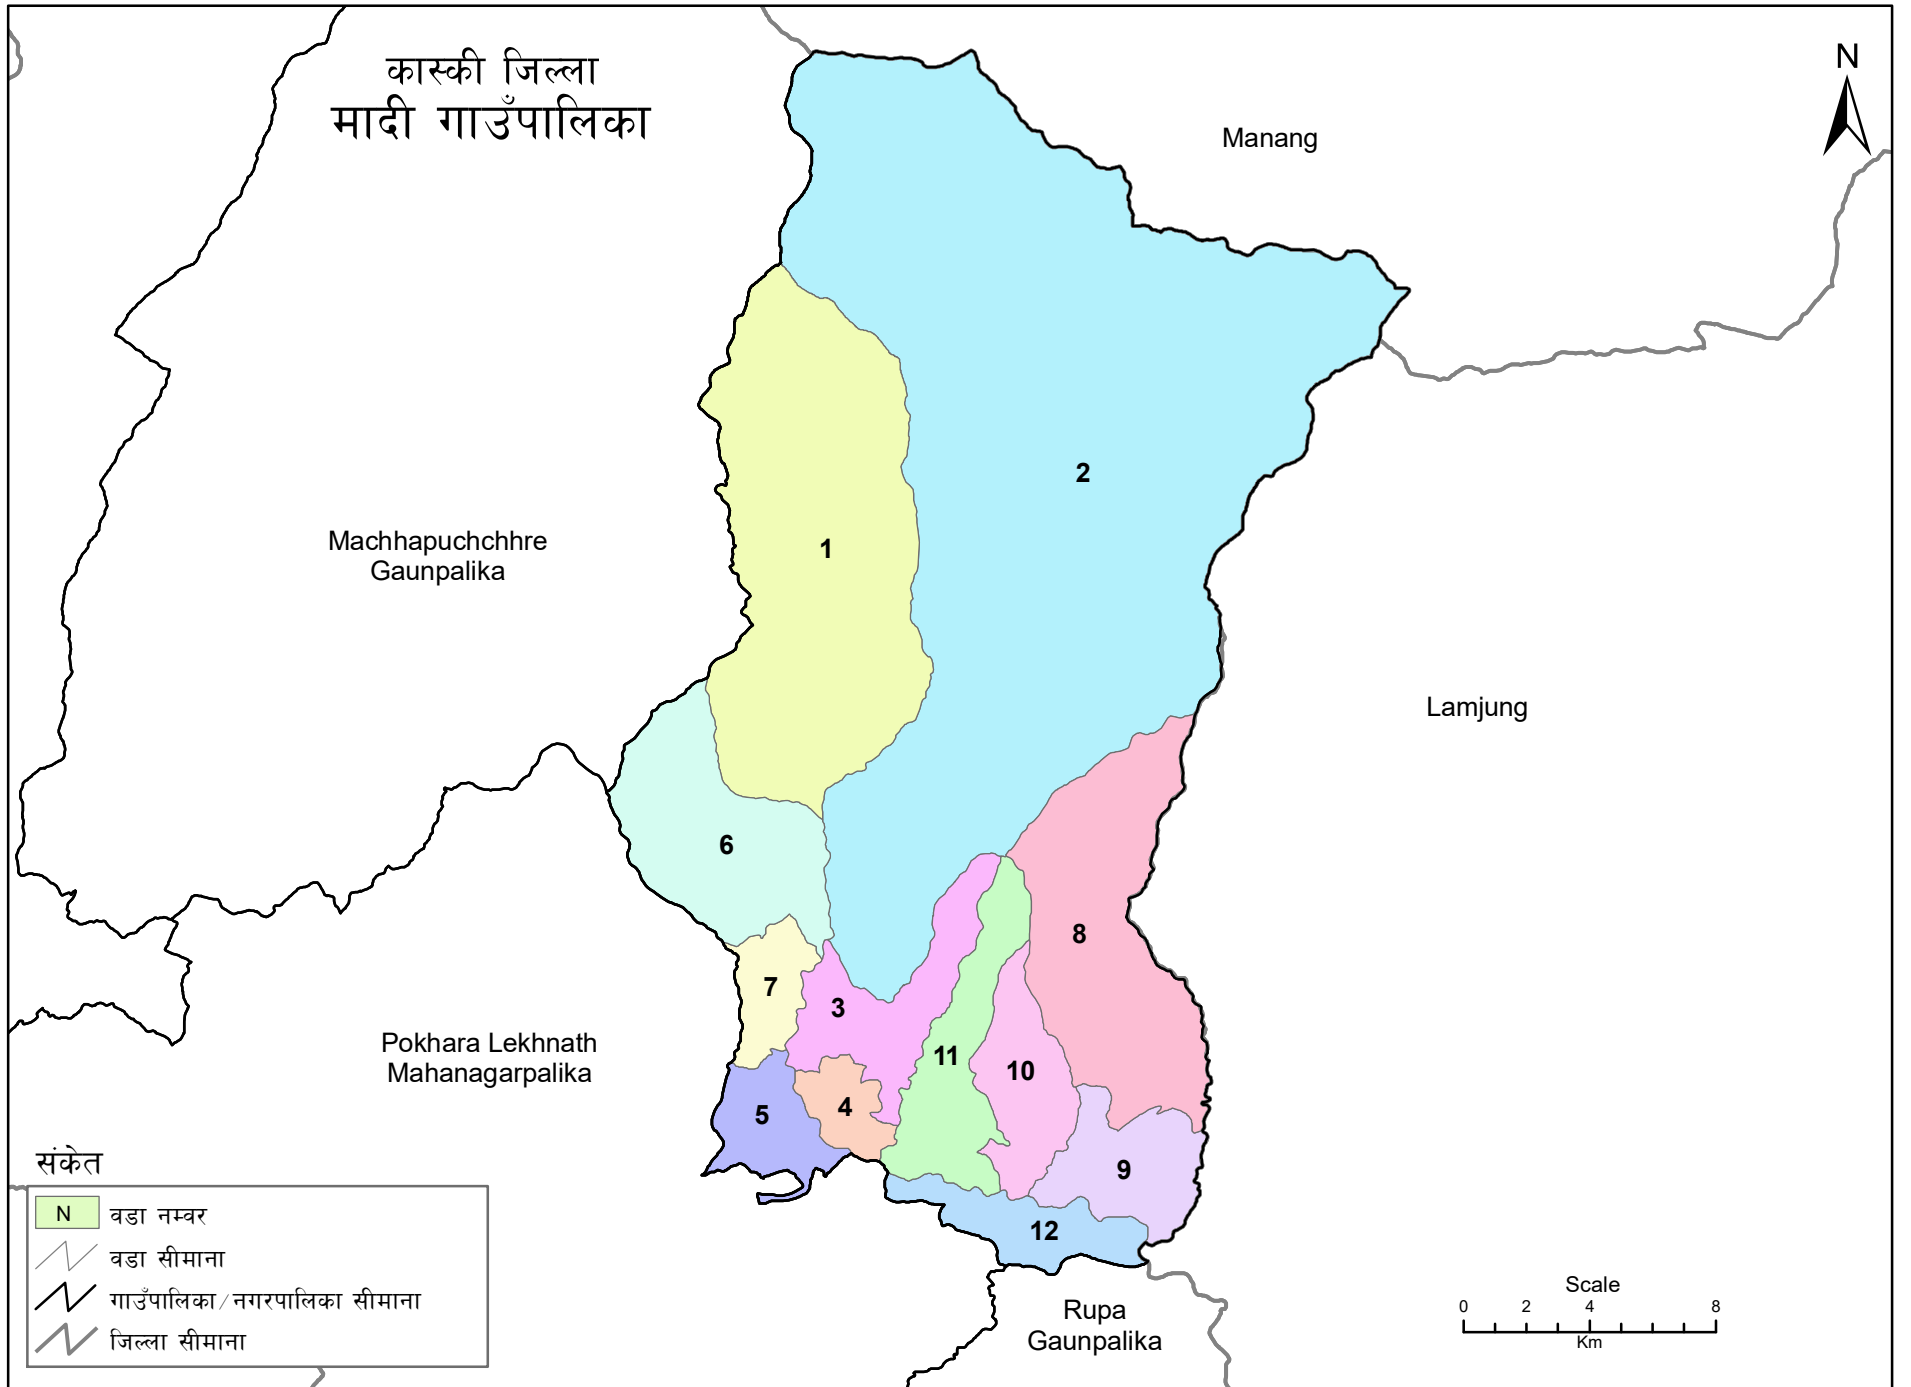 कास्की जिल्ला
मादी गाउँपालिका
N
Manang
2
Machhapuchchhre
Gaunpalika
1
Lamjung
6
8
7
3
Pokhara Lekhnath
Mahanagarpalika
11
10
5
4
9
12
संकेत
N वडा नम्वर
वडा सीमाना
गाउँपालिका/नगरपालिका सीमाना
जिल्ला सीमाना
Rupa
Gaunpalika
Scale
0 2 4 8
Km